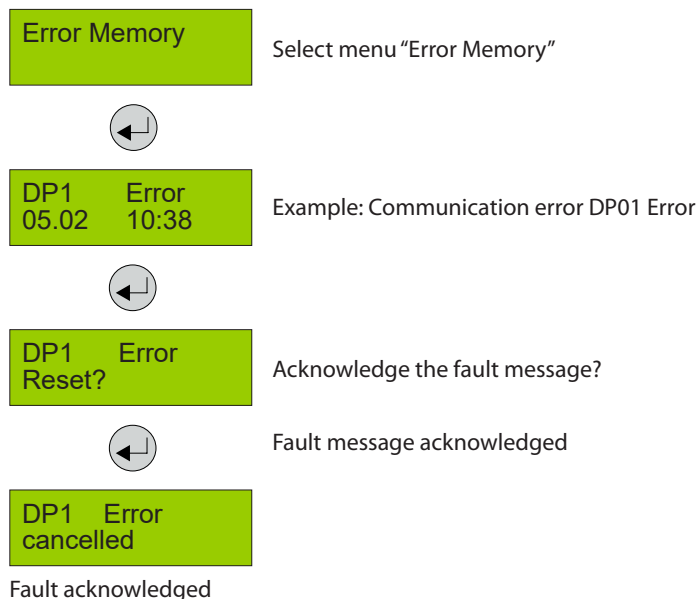 Error Memory
Select menu “Error Memory”
DP1 Error
05.02 10:38
Example: Communication error DP01 Error
DP1 Error
Reset?
Acknowledge the fault message?
Fault message acknowledged
DP1 Error
cancelled
Fault acknowledged